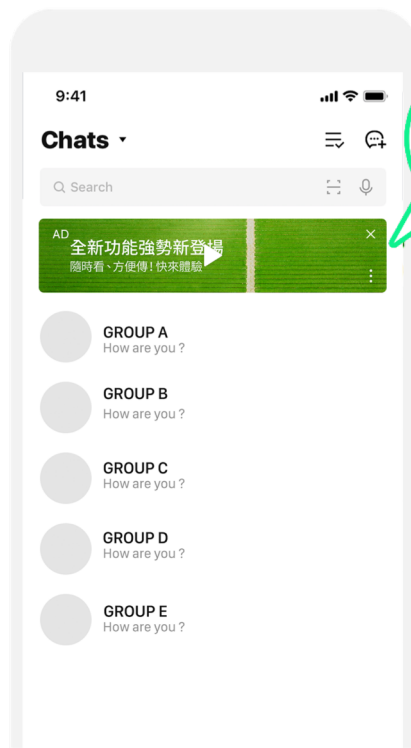 9:41
Chats
Search
AD
全新功能強勢新登場
隨時看、方便傳!快來體驗
GROUP A
How are you ?
GROUP B
How are you ?
GROUP C
How are you ?
GROUP D
How are you ?
GROUP E
How are you ?